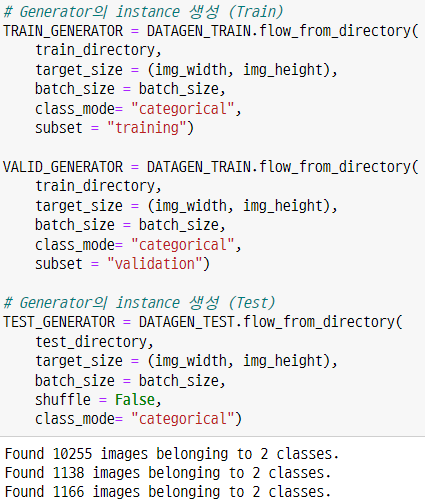 # Generator의 instance 생성 (Train)
TRAIN_GENERATOR = DATAGEN_TRAIN.flow_from_directory(
    train_directory,
    target_size = (img_width, img_height),
    batch_size = batch_size,
    class_mode= "categorical",
    subset = "training")

VALID_GENERATOR = DATAGEN_TRAIN.flow_from_directory(
    train_directory,
    target_size = (img_width, img_height),
    batch_size = batch_size,
    class_mode= "categorical",
    subset = "validation")

# Generator의 instance 생성 (Test)
TEST_GENERATOR = DATAGEN_TEST.flow_from_directory(
    test_directory,
    target_size = (img_width, img_height),
    batch_size = batch_size,
    shuffle = False,
    class_mode= "categorical")
Found 10255 images belonging to 2 classes.
Found 1138 images belonging to 2 classes.
Found 1166 images belonging to 2 classes.